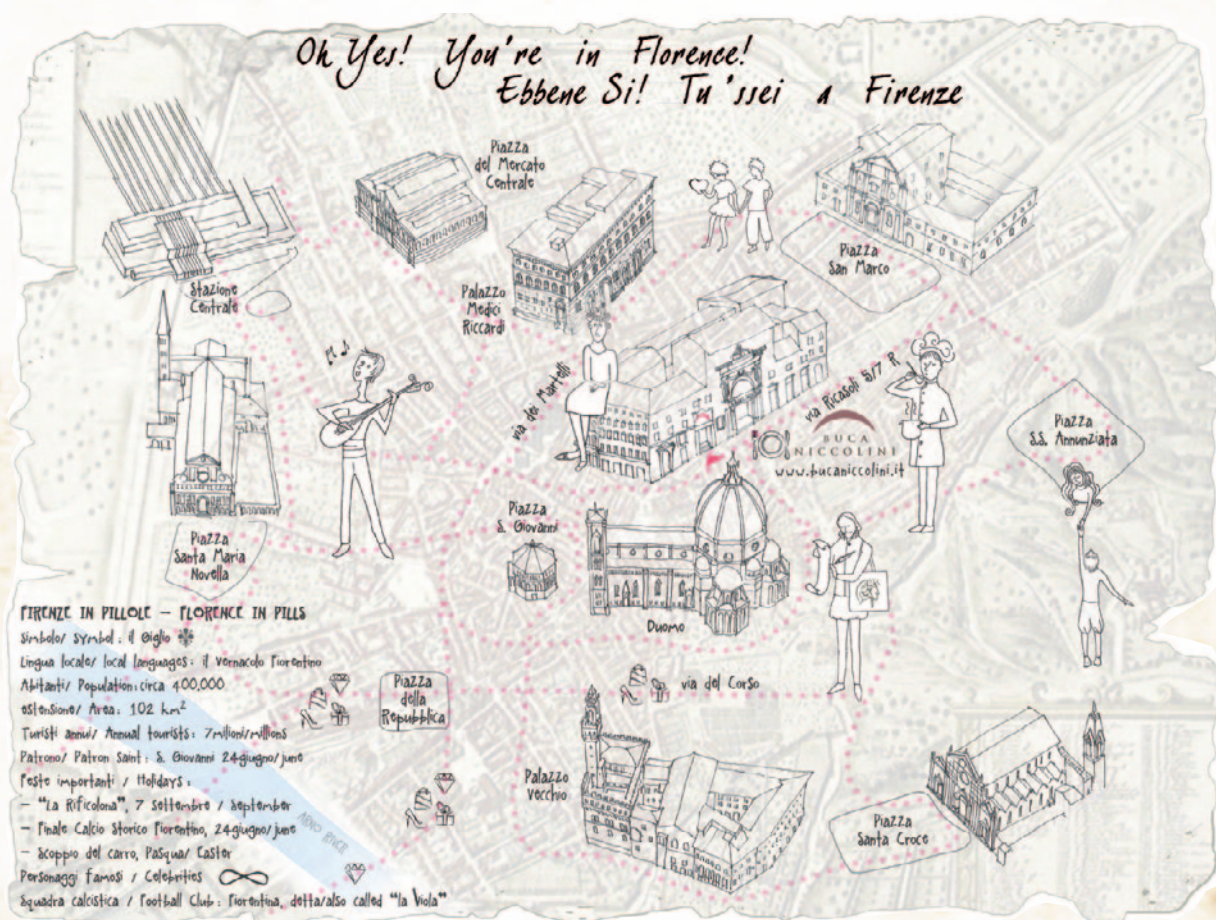 Oh Yes! You're in Florence!
Ebbene Si! Tu 'ssei a Firenze
Piazza
del Mercato
Centrale
Piazza
San Marco
Stazione
Centrale
Palazzo
Medici
Riccardi
via dei Martelli
via Ricasoli 5/7 R
BUCA
NICCOLINI
www.bucaniccolini.it
Piazza
S.S. Annunziata
Piazza
S. Giovanni
Piazza
Santa Maria
Novella
Duomo
via del Corso
Piazza
della
Repubblica
Palazzo
Vecchio
Piazza
Santa Croce
FIRENZE IN PILLOLE – FLORENCE IN PILLS
Simbolo/ Symbol : il Giglio
Lingua locale/ local languages : il Vernacolo Fiorentino
Abitanti/ Population: circa 400,000
estensione/ Area: 102 km²
Turisti annui/ Annual tourists: 7milioni/millions
Patrono/ Patron Saint: S. Giovanni 24giugno/june
Feste importanti / Holidays:
– "La Rificolona", 7 Settembre / September
– Finale Calcio Storico Fiorentino, 24giugno/june
– Scoppio del carro, Pasqua/ Easter
Personaggi famosi / Celebrities
Squadra calcistica / Football Club: Fiorentina, detta/also called "la Viola"
ARNO RIVER